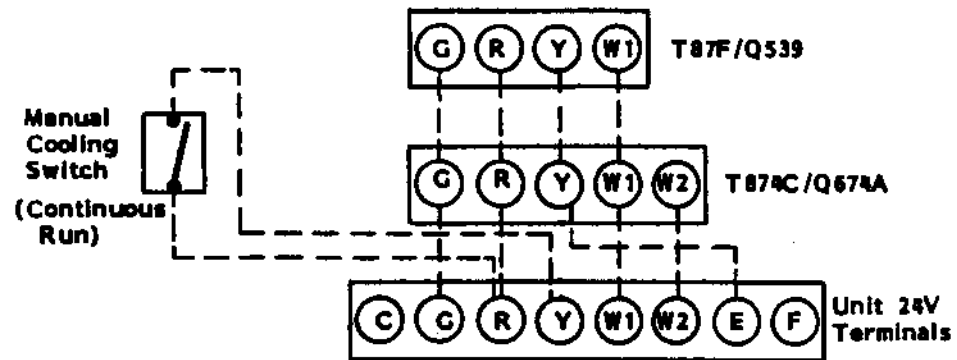 G R Y W1 T87F/Q539
Manual
Cooling
Switch
(Continuous
Run)
G R Y W1 W2 T874C/Q674A
C G R Y W1 W2 E F Unit 24V
Terminals